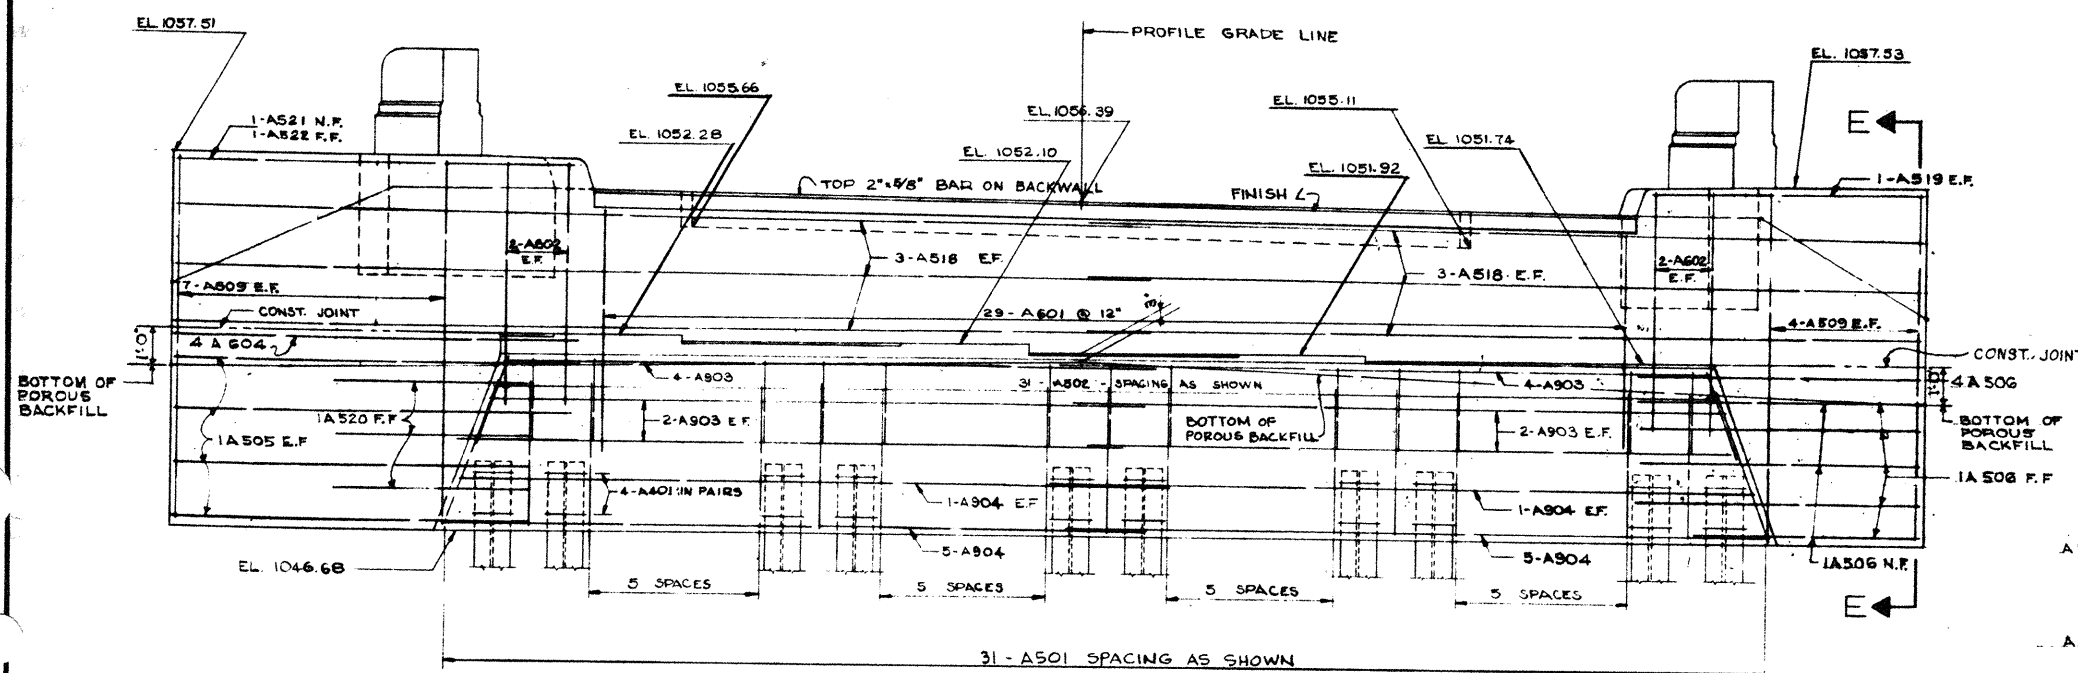 EL. 1057.51
PROFILE GRADE LINE
EL. 1057.53
EL. 1055.66
EL. 1056.39
EL. 1055.11
E
1-A521 N.F.
1-A522 F.F.
EL. 1052.28
EL. 1052.10
EL. 1051.74
EL. 1051.92
TOP 2"x5/8" BAR ON BACKWALL
FINISH
1-A519 E.F.
2-A602
E.F.
3-A518 E.F.
3-A518 E.F.
2-A602
E.F.
7-A509 E.F.
CONST. JOINT
29-A601 @ 12"
3"
4-A509 E.F.
1'-0"
4 A 604
CONST. JOINT
BOTTOM OF
POROUS
BACKFILL
4-A903
31-A502-SPACING AS SHOWN
4-A903
4 A 506
1'-0"
1A520 F.F.
2-A903 E.F.
BOTTOM OF
POROUS BACKFILL
2-A903 E.F.
BOTTOM OF
POROUS
BACKFILL
1A505 E.F
1A 506 F.F
4-A401 IN PAIRS
1-A904 E.F
1-A904 E.F.
5-A904
5-A904
EL. 1046.68
1A506 N.F.
5 SPACES
5 SPACES
5 SPACES
5 SPACES
E
31 - A501 SPACING AS SHOWN
A
A